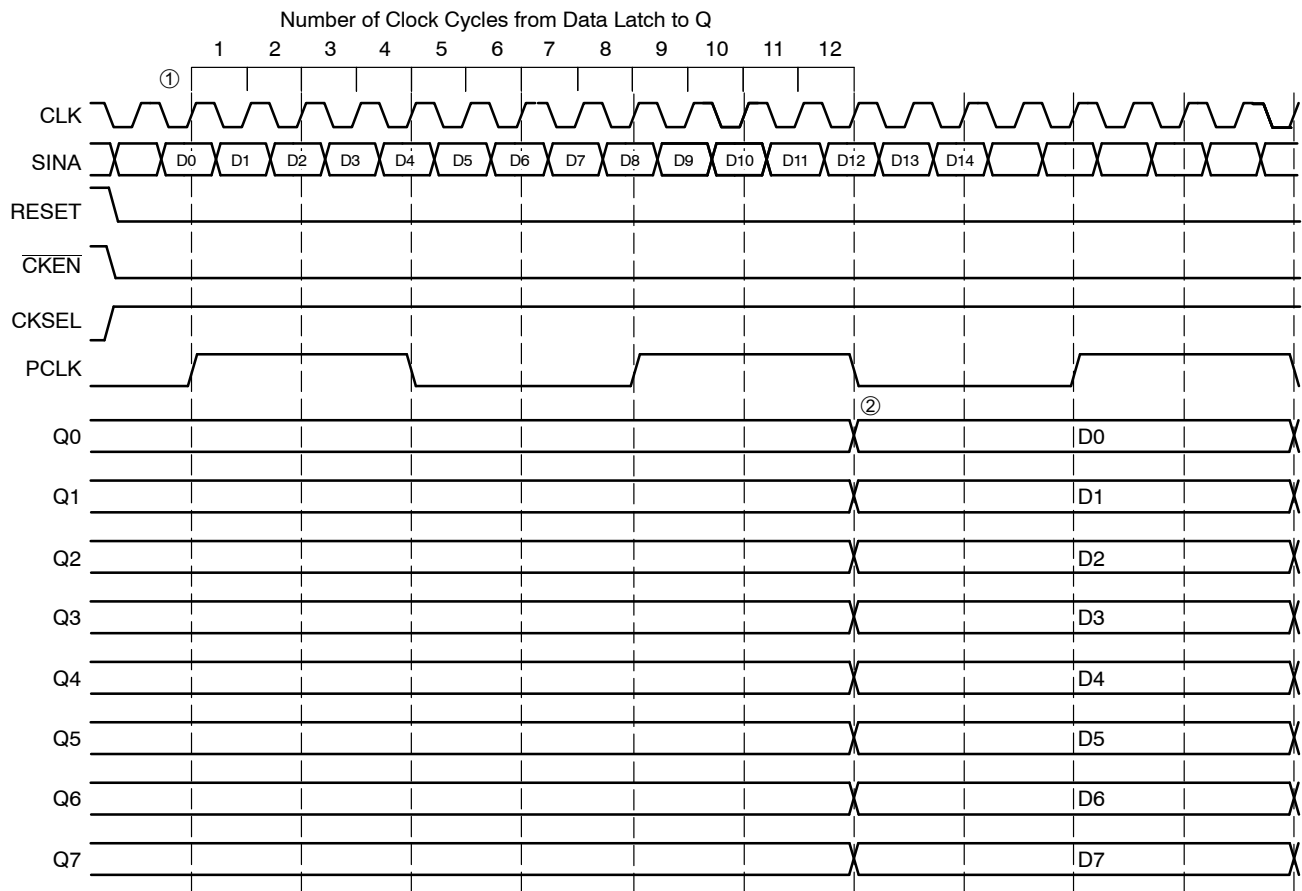 Number of Clock Cycles from Data Latch to Q
1 2 3 4 5 6 7 8 9 10 11 12
①
CLK
SINA D0 D1 D2 D3 D4 D5 D6 D7 D8 D9 D10 D11 D12 D13 D14
RESET
CKEN
CKSEL
PCLK
②
Q0 D0
Q1 D1
Q2 D2
Q3 D3
Q4 D4
Q5 D5
Q6 D6
Q7 D7